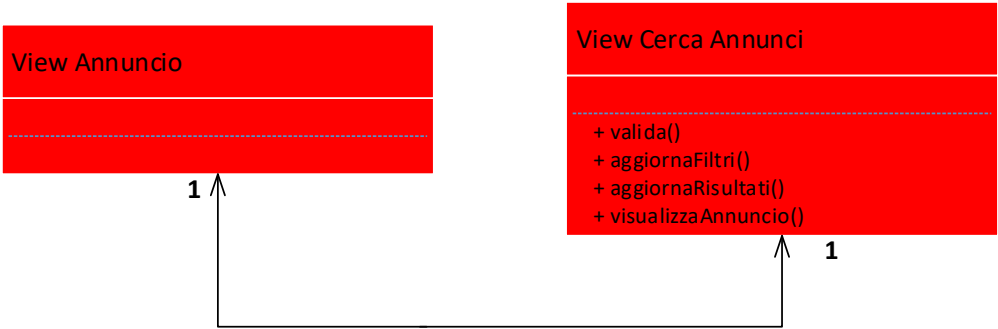 View Annuncio
1
View Cerca Annunci
+ valida()
+ aggiornaFiltri()
+ aggiornaRisultati()
+ visualizzaAnnuncio()
1